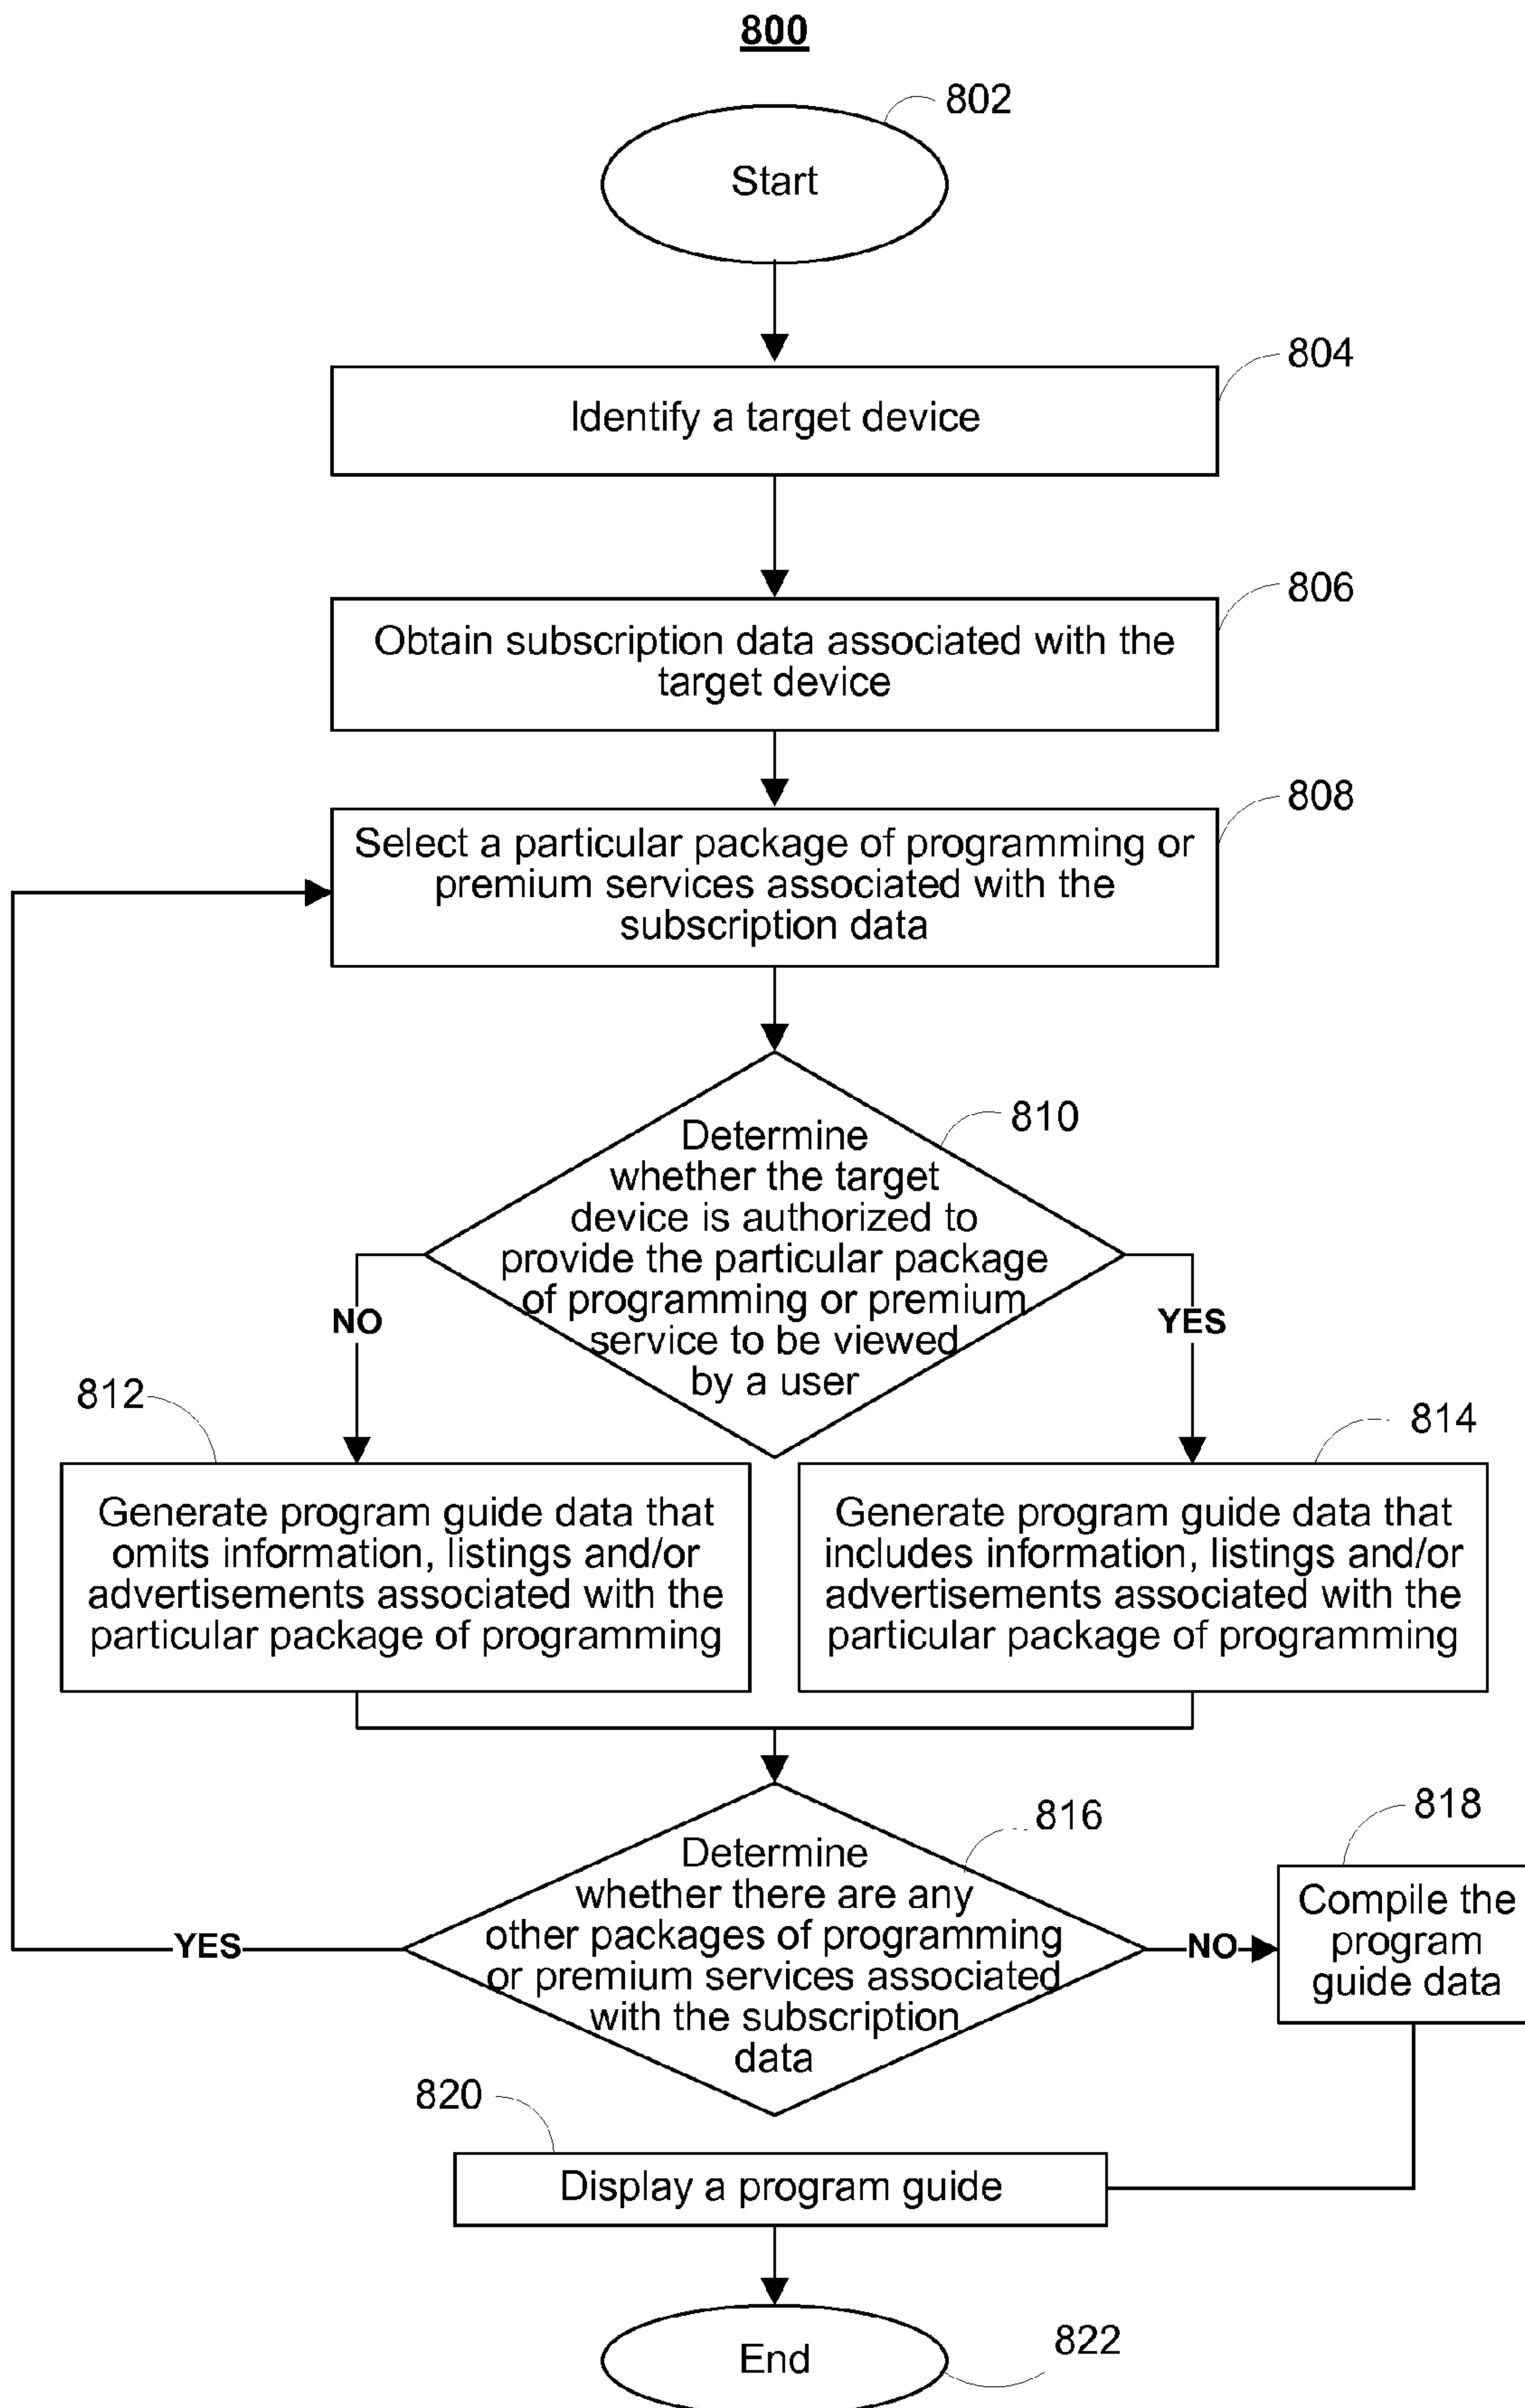 800
802
Start
804
Identify a target device
806
Obtain subscription data associated with the
target device
808
Select a particular package of programming or
premium services associated with the
subscription data
810
Determine
whether the target
device is authorized to
provide the particular package
of programming or premium
service to be viewed
by a user
NO
YES
812
814
Generate program guide data that
omits information, listings and/or
advertisements associated with the
particular package of programming
Generate program guide data that
includes information, listings and/or
advertisements associated with the
particular package of programming
816
818
Determine
whether there are any
other packages of programming
or premium services associated
with the subscription
data
YES
NO
Compile the
program
guide data
820
Display a program guide
End
822